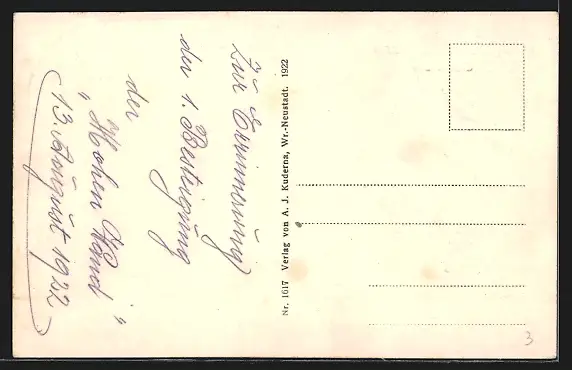 Zur Erinnerung
der 1. Besteigung
der
"Hohen Wand"
13. August 1922
Nr. 1617 Verlag von A. J. Kuderna, Wr.-Neustadt. 1922
3